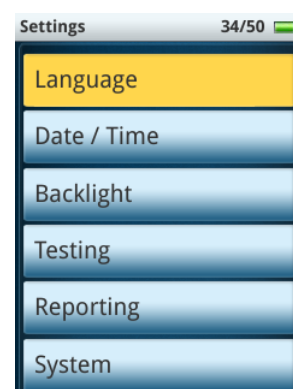 Settings 34/50
Language
Date / Time
Backlight
Testing
Reporting
System